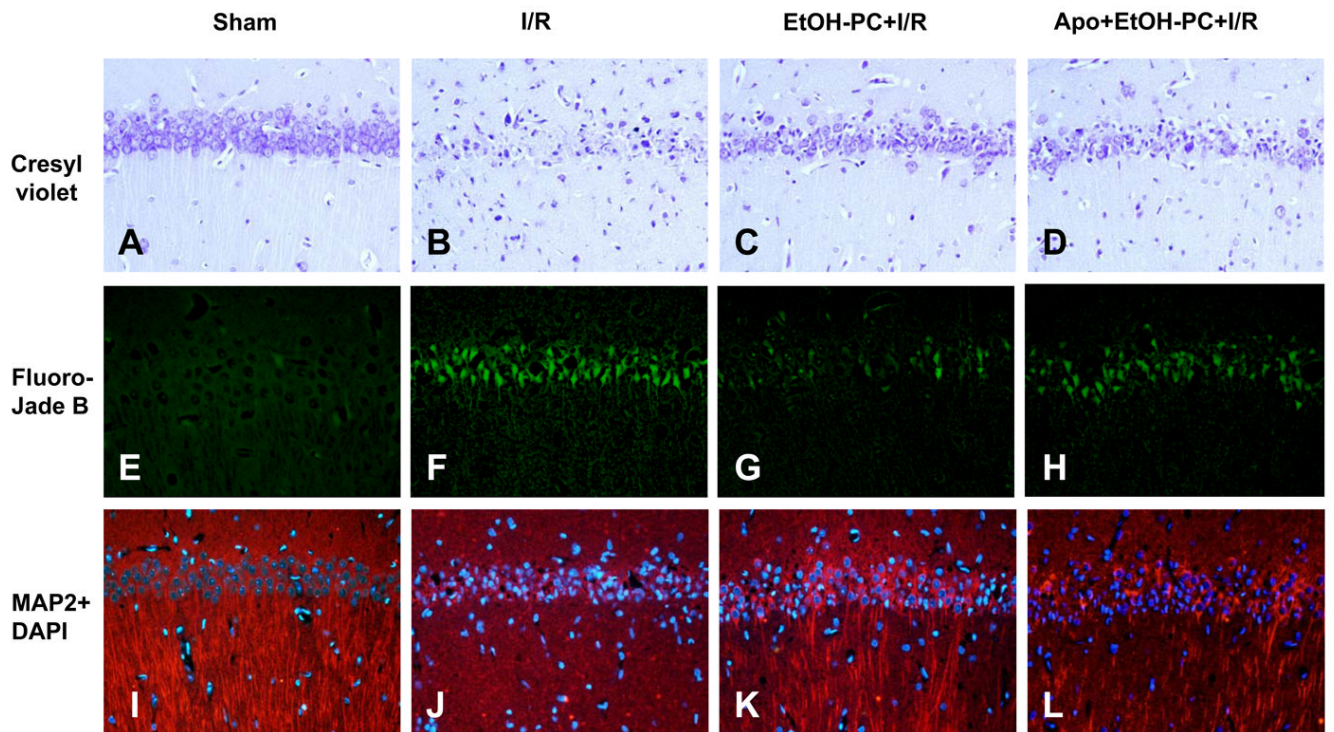 Sham I/R EtOH-PC+I/R Apo+EtOH-PC+I/R
Cresyl
violet
A B C D
Fluoro-
Jade B
E F G H
MAP2+
DAPI
I J K L